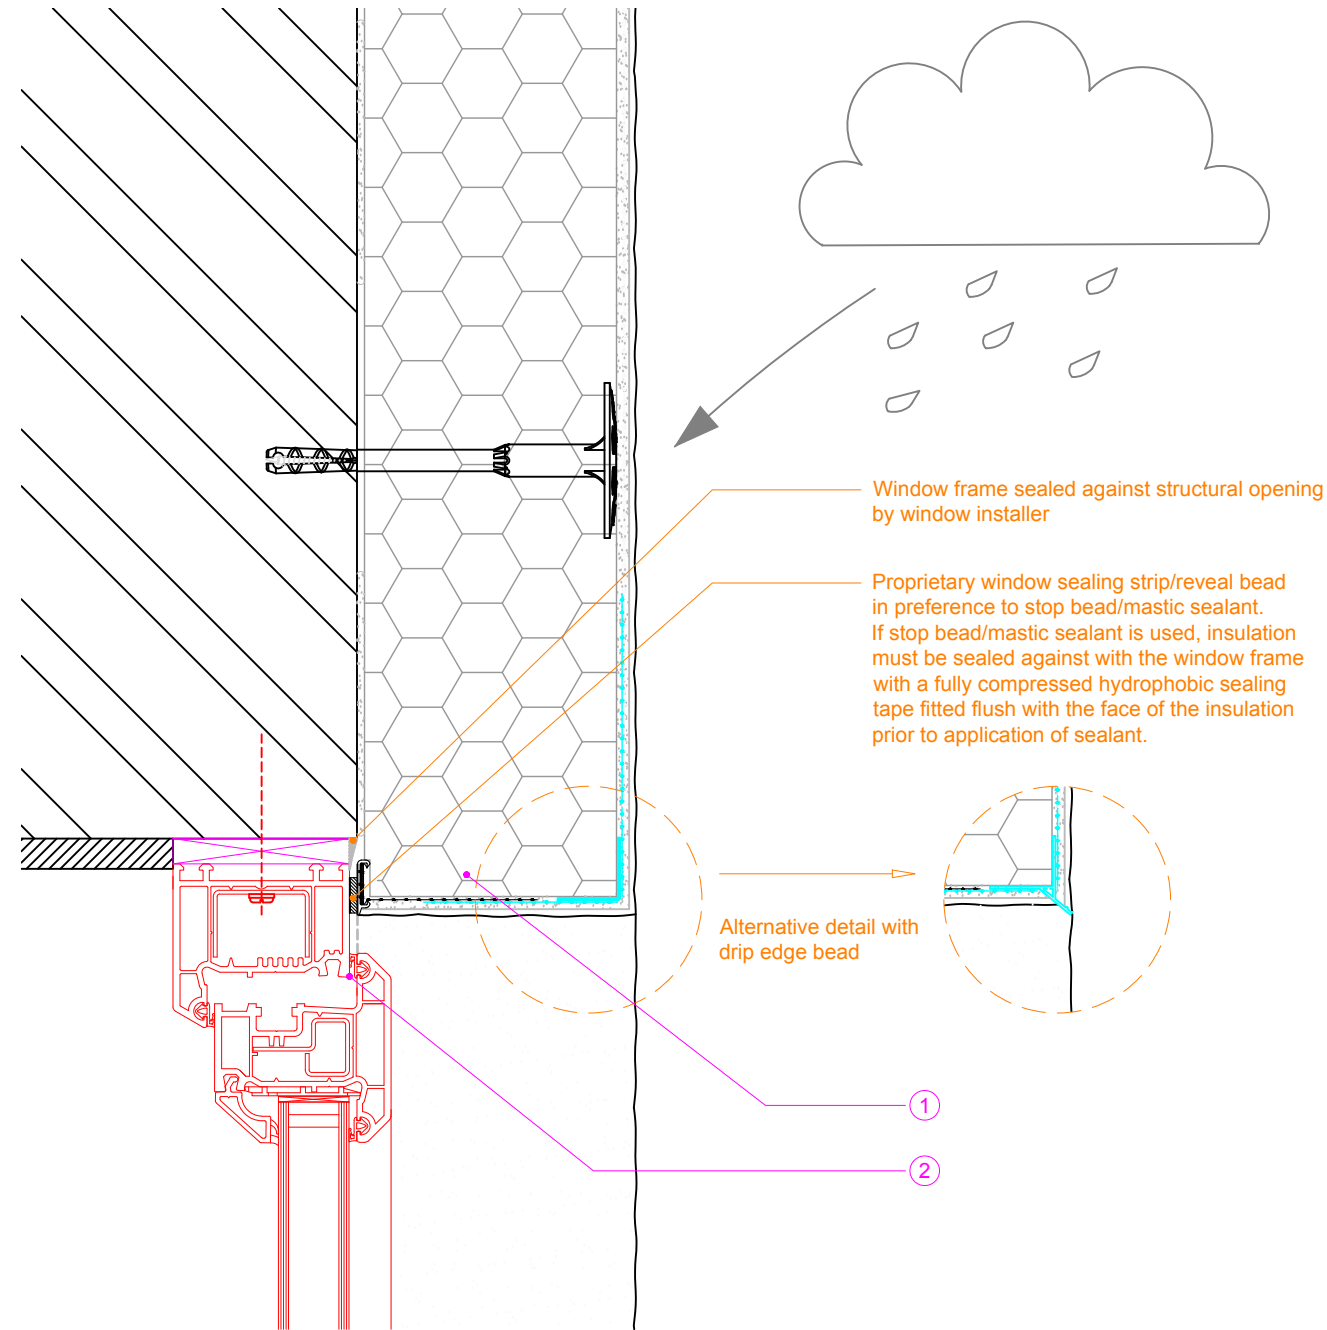 Window frame sealed against structural opening
by window installer
Proprietary window sealing strip/reveal bead
in preference to stop bead/mastic sealant.
If stop bead/mastic sealant is used, insulation
must be sealed against with the window frame
with a fully compressed hydrophobic sealing
tape fitted flush with the face of the insulation
prior to application of sealant.
Alternative detail with
drip edge bead
1
2